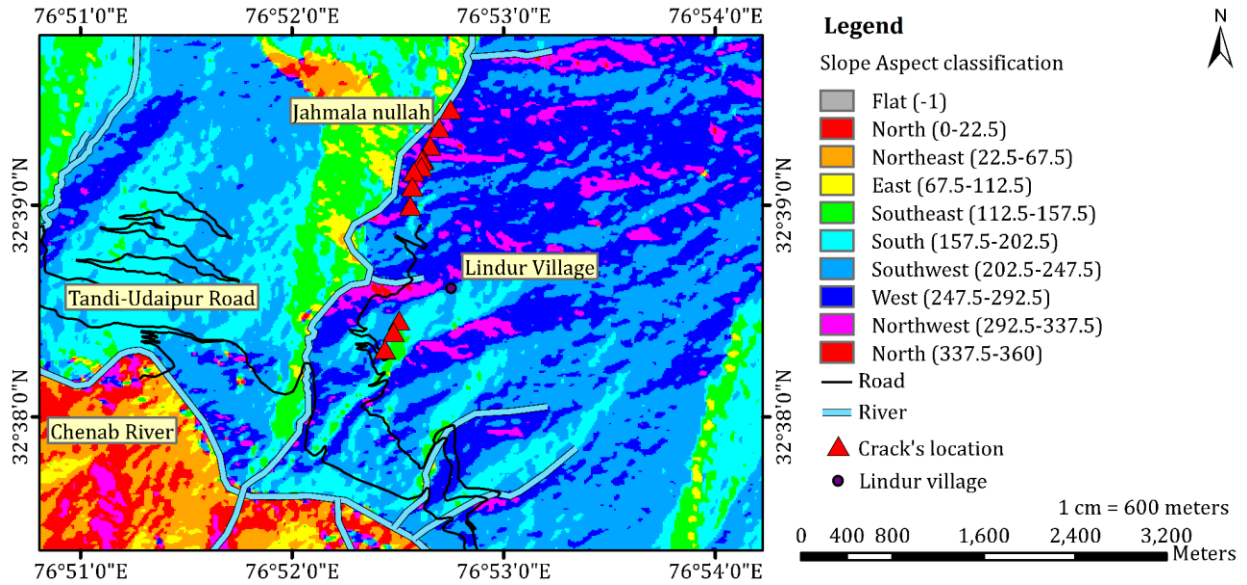 76°51'0"E 76°52'0"E 76°53'0"E 76°54'0"E
32°39'0"N
32°38'0"N
Jahmala nullah
Lindur Village
Tandi-Udaipur Road
Chenab River
32°39'0"N
32°38'0"N
76°51'0"E 76°52'0"E 76°53'0"E 76°54'0"E
Legend
N
Slope Aspect classification
Flat (-1)
North (0-22.5)
Northeast (22.5-67.5)
East (67.5-112.5)
Southeast (112.5-157.5)
South (157.5-202.5)
Southwest (202.5-247.5)
West (247.5-292.5)
Northwest (292.5-337.5)
North (337.5-360)
Road
River
Crack's location
Lindur village
1 cm = 600 meters
0 400 800 1,600 2,400 3,200
Meters